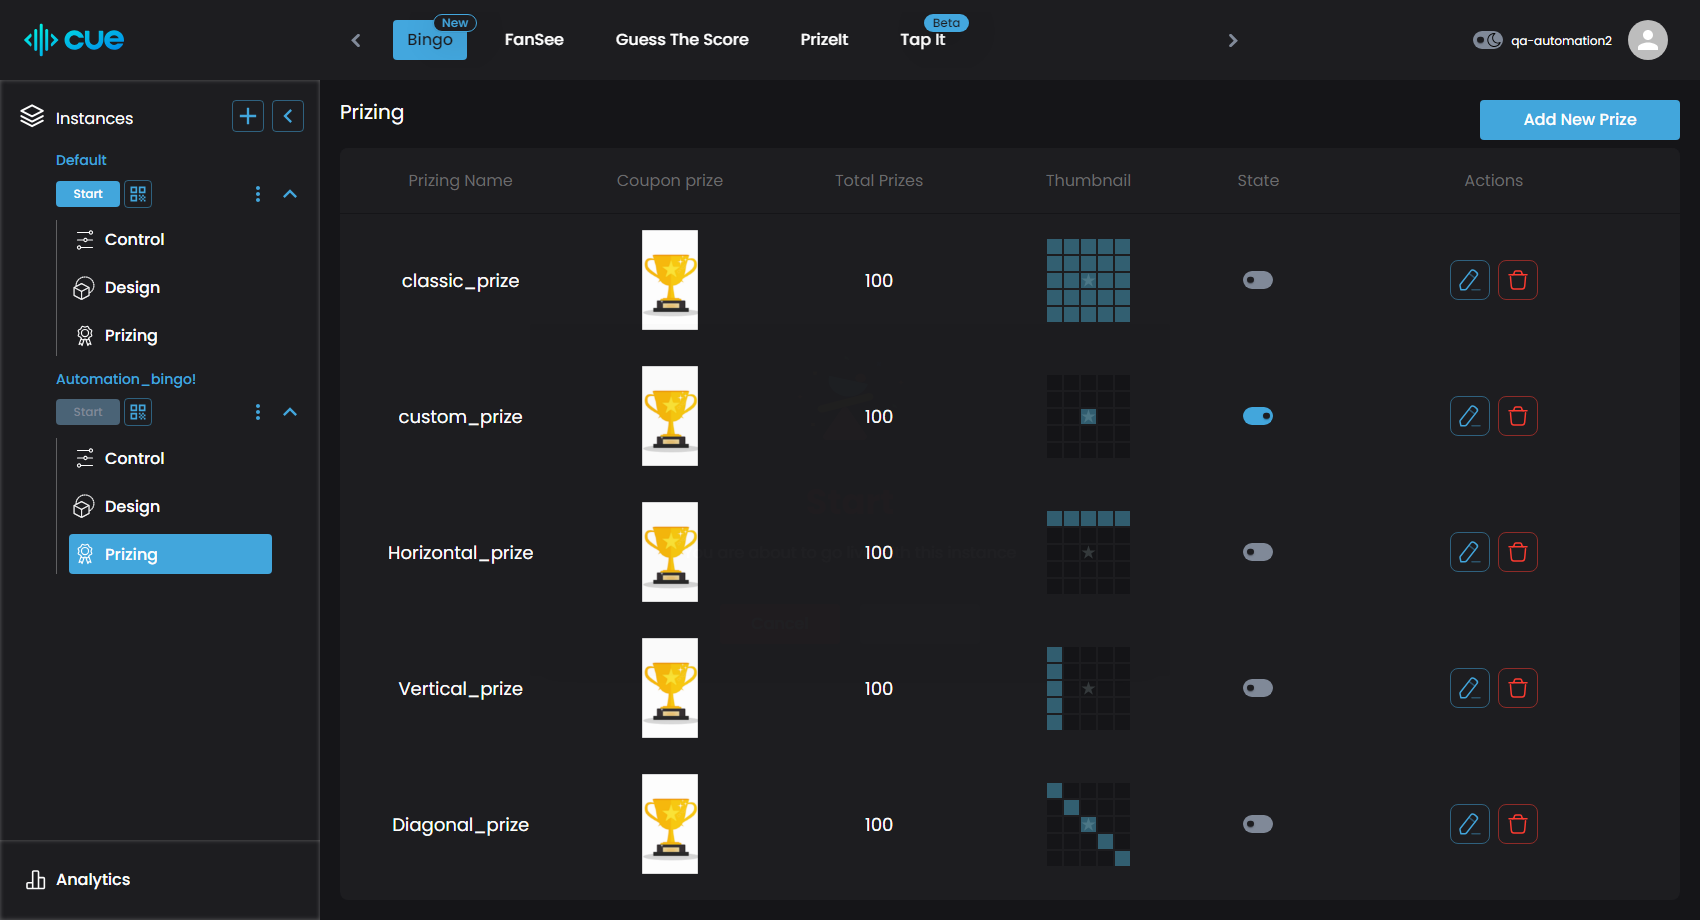 cue
New
Bingo
FanSee
Guess The Score
PrizeIt
Beta
Tap It
qa-automation2
Instances
Default
Start
Control
Design
Prizing
Automation_bingo!
Start
Control
Design
Prizing
Analytics
Prizing
Add New Prize
Prizing Name Coupon prize Total Prizes Thumbnail State Actions
classic_prize 100
custom_prize 100
Horizontal_prize 100
Vertical_prize 100
Diagonal_prize 100